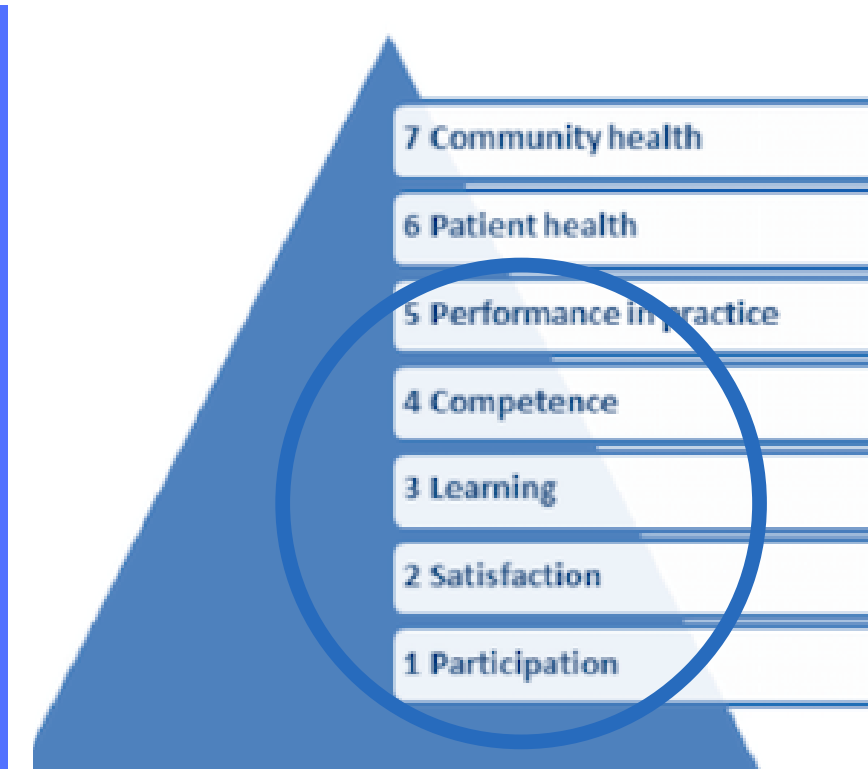 7 Community health
6 Patient health
5 Performance in practice
4 Competence
3 Learning
2 Satisfaction
1 Participation